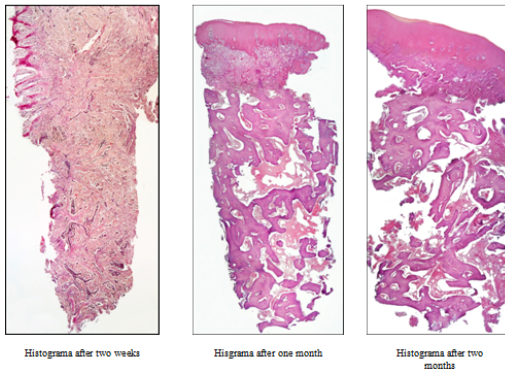 Histograma after two weeks
Hisgrama after one month
Histograma after two
months